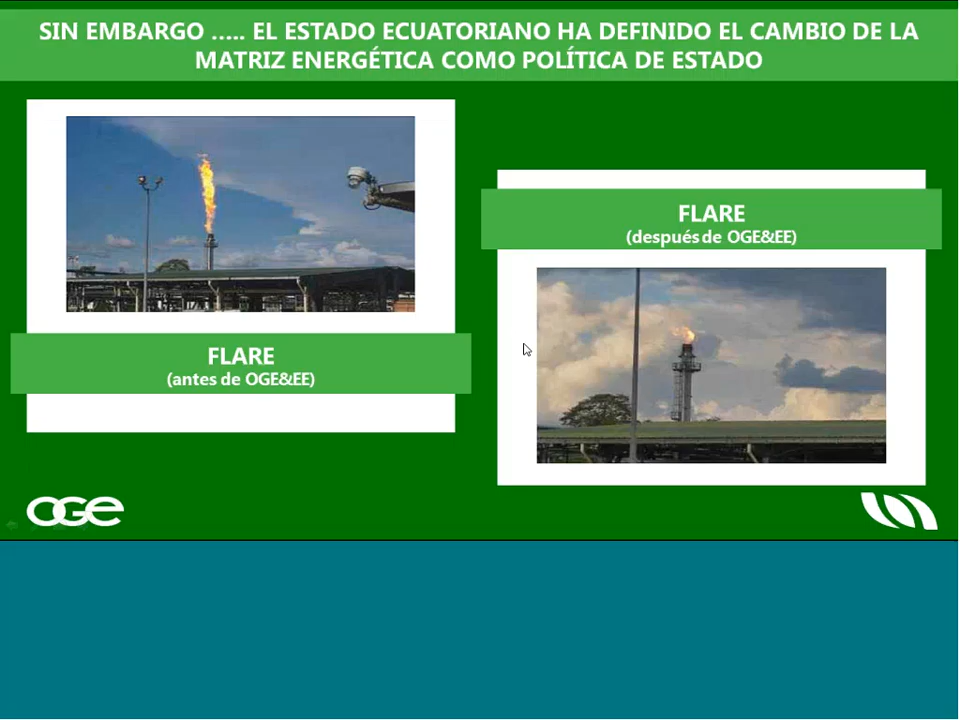 SIN EMBARGO ..... EL ESTADO ECUATORIANO HA DEFINIDO EL CAMBIO DE LA
MATRIZ ENERGÉTICA COMO POLÍTICA DE ESTADO
FLARE
(antes de OGE&EE)
FLARE
(después de OGE&EE)
OGE